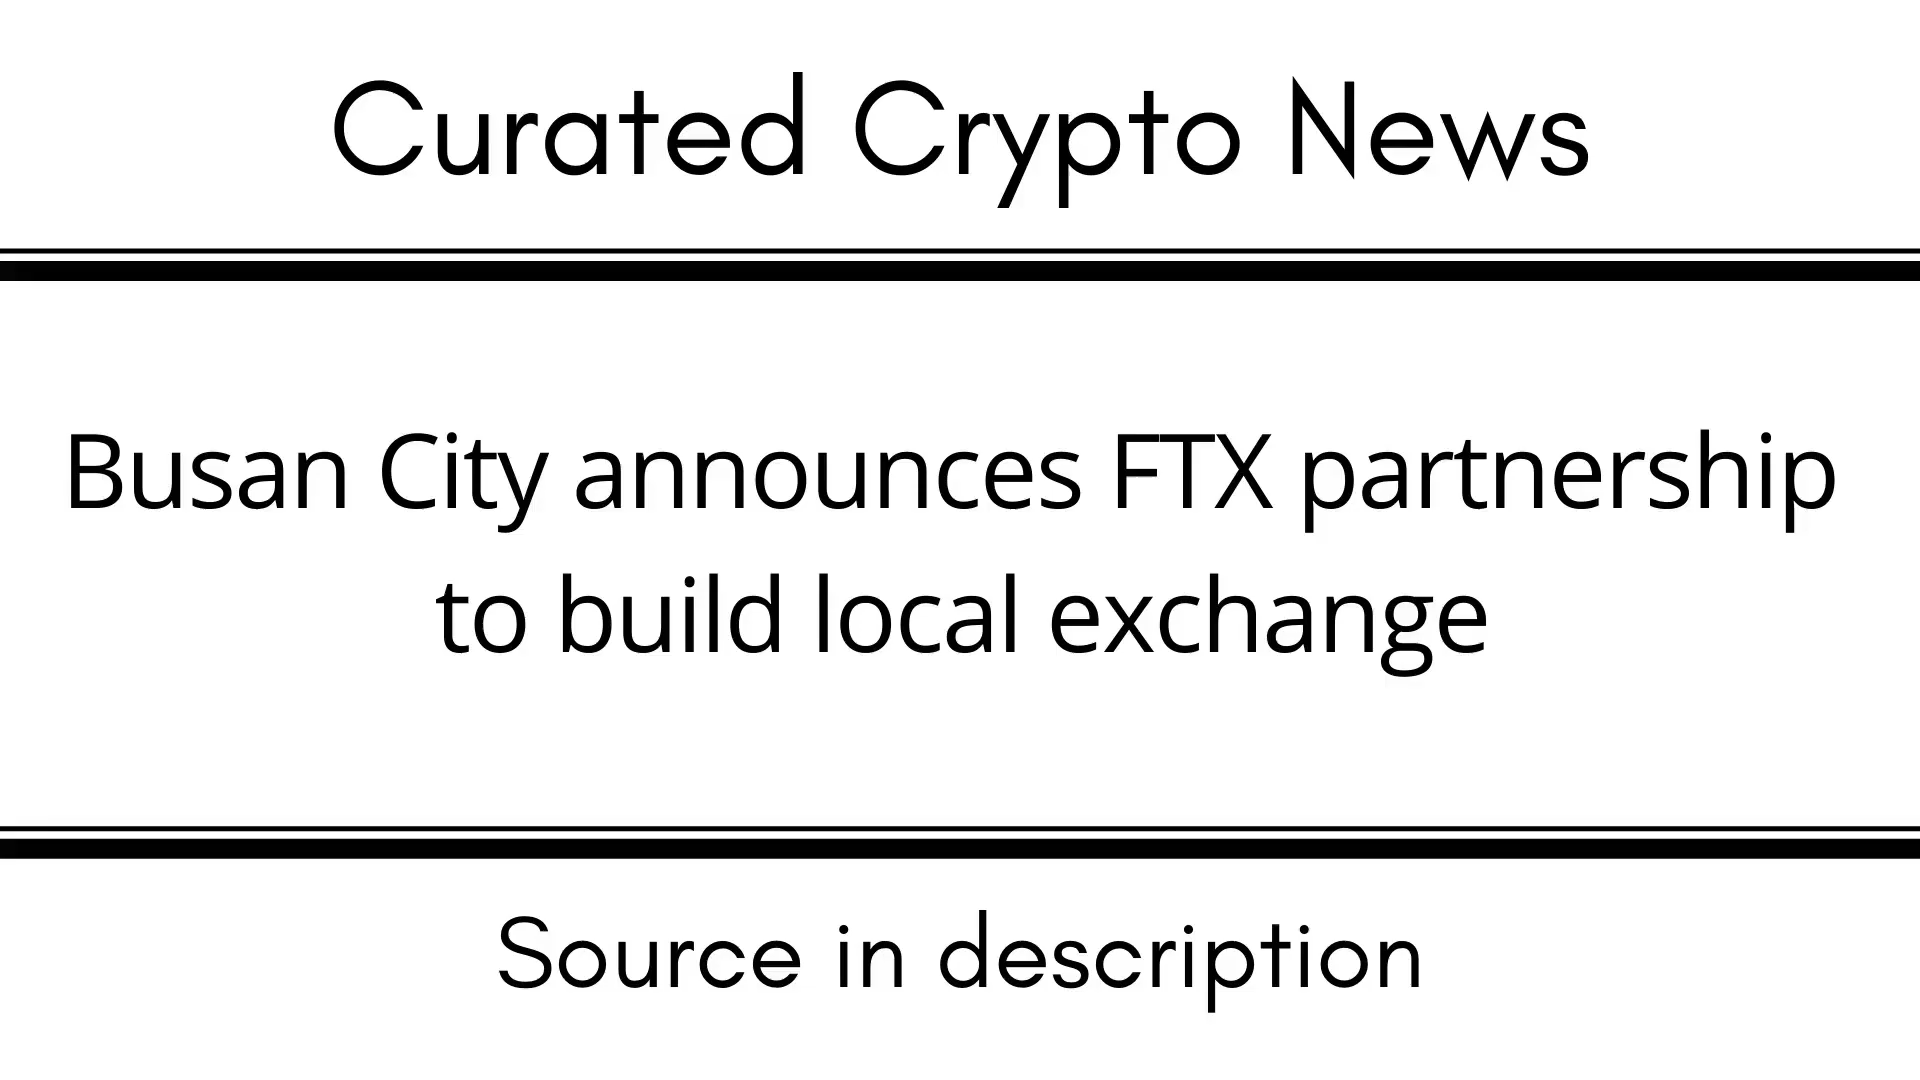 Curated Crypto News
Busan City announces FTX partnership
to build local exchange
Source in description